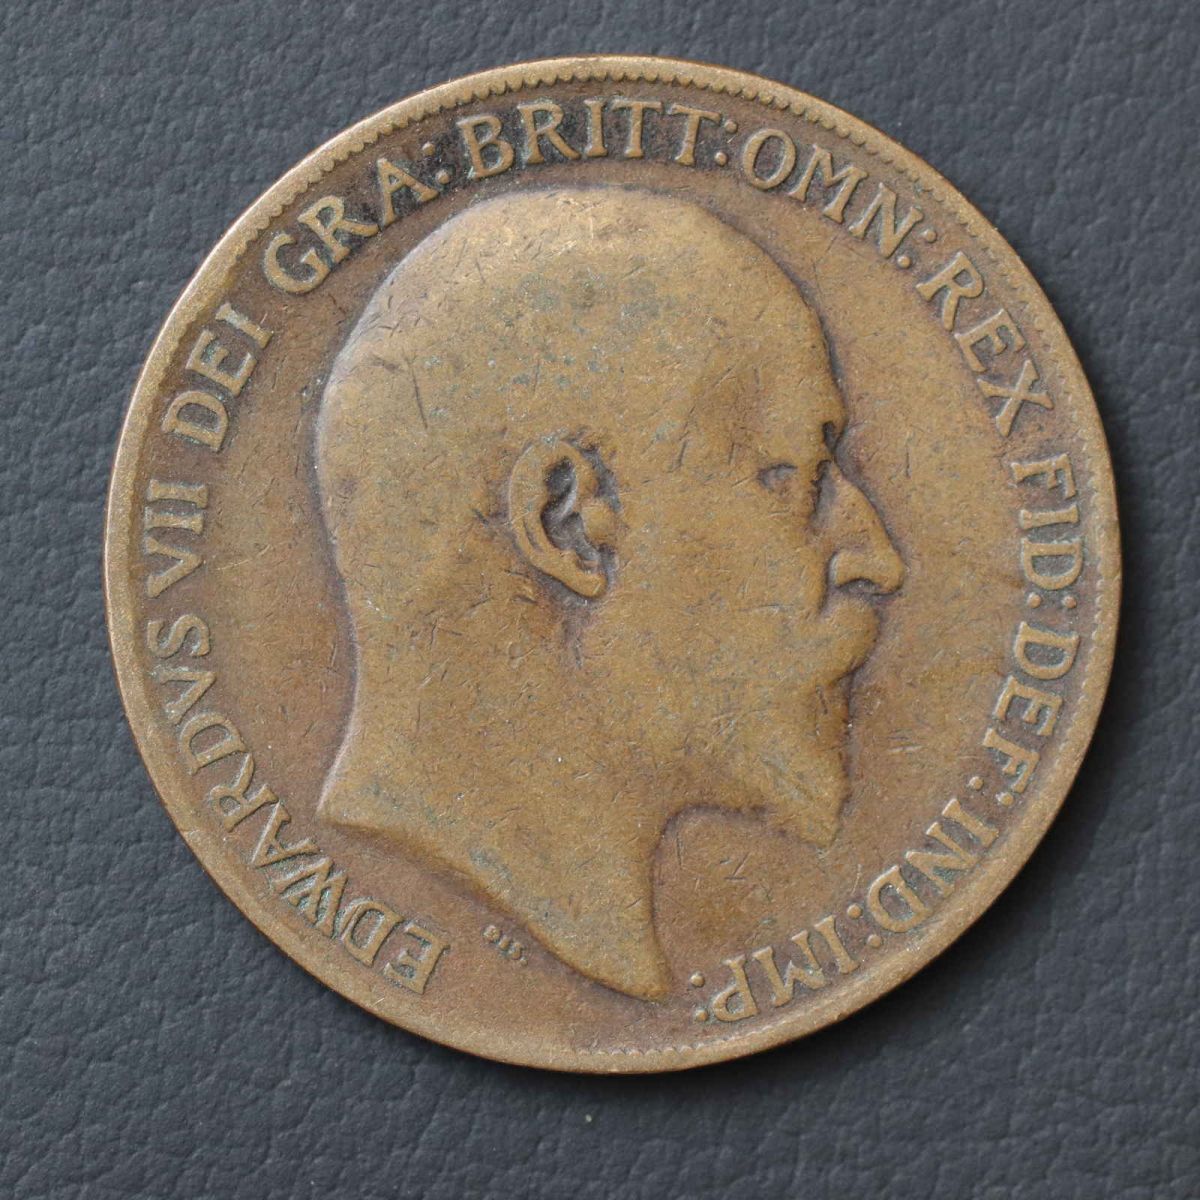 EDWARDVS VII DEI GRA: BRITT: OMN: REX FID: DEF: IND: IMP: